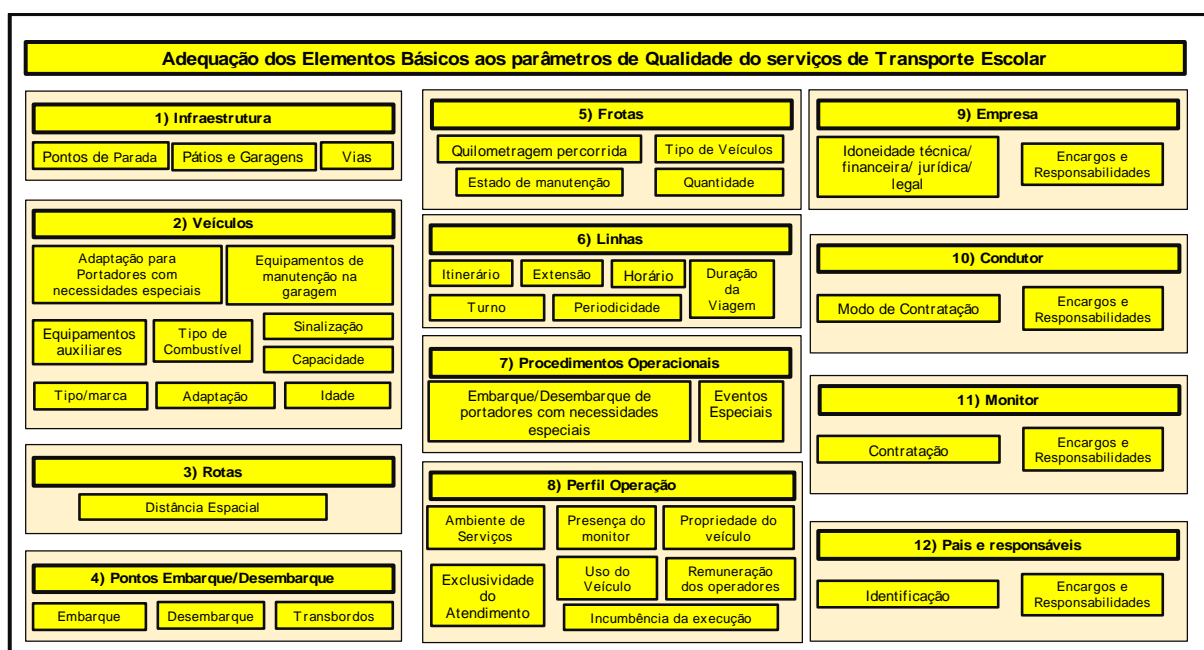 Adequação dos Elementos Básicos aos parâmetros de Qualidade do serviços de Transporte Escolar
1) Infraestrutura
Pontos de Parada
Pátios e Garagens
Vias
2) Veículos
Adaptação para
Portadores com
necessidades especiais
Equipamentos de
manutenção na
garagem
Equipamentos
auxiliares
Tipo de
Combustível
Sinalização
Capacidade
Tipo/marca
Adaptação
Idade
3) Rotas
Distância Espacial
4) Pontos Embarque/Desembarque
Embarque
Desembarque
Transbordos
5) Frotas
Quilometragem percorrida
Tipo de Veículos
Estado de manutenção
Quantidade
6) Linhas
Itinerário
Extensão
Horário
Duração
da
Viagem
Turno
Periodicidade
7) Procedimentos Operacionais
Embarque/Desembarque de
portadores com necessidades
especiais
Eventos
Especiais
8) Perfil Operação
Ambiente de
Serviços
Presença do
monitor
Propriedade do
veículo
Exclusividade
do
Atendimento
Uso do
Veículo
Remuneração
dos operadores
Incumbência da execução
9) Empresa
Idoneidade técnica/
financeira/ jurídica/
legal
Encargos e
Responsabilidades
10) Condutor
Modo de Contratação
Encargos e
Responsabilidades
11) Monitor
Contratação
Encargos e
Responsabilidades
12) Pais e responsáveis
Identificação
Encargos e
Responsabilidades